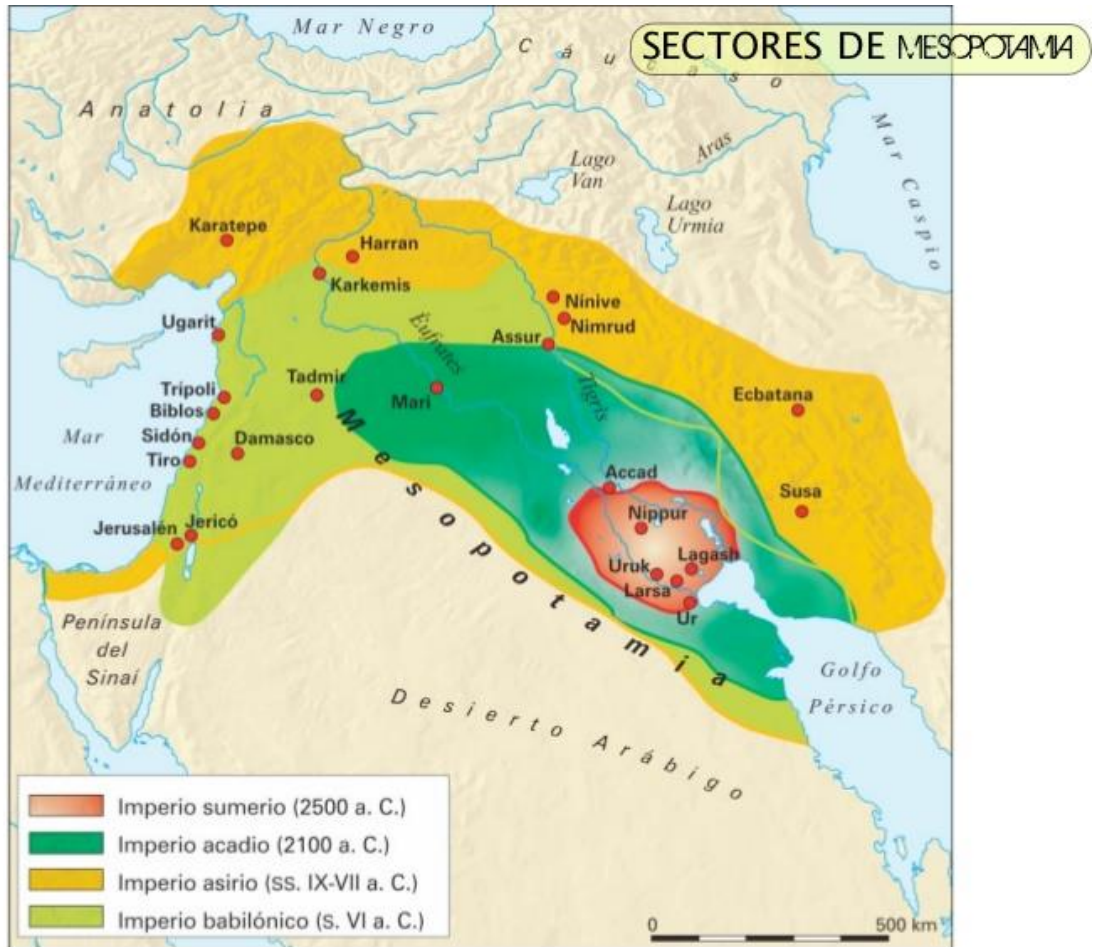 SECTORES DE MESOPOTAMIA
Mar Negro
Cáucaso
Anatolia
Mar Caspio
Aras
Lago
Van
Lago
Urmia
Karatepe
Harran
Karkemis
Nínive
Nimrud
Ugarit
Assur
Éufrates
Tigris
Trípoli
Tadmir
Mari
Ecbatana
Biblos
Sidón
Damasco
Tiro
Mar
Mediterráneo
Mesopotamia
Accad
Susa
Nippur
Jerusalén
Jericó
Uruk
Lagash
Larsa
Ur
Península
del
Sinaí
Golfo
Pérsico
Desierto Arábigo
Imperio sumerio (2500 a. C.)
Imperio acadio (2100 a. C.)
Imperio asirio (SS. IX-VII a. C.)
Imperio babilónico (S. VI a. C.)
0 500 km